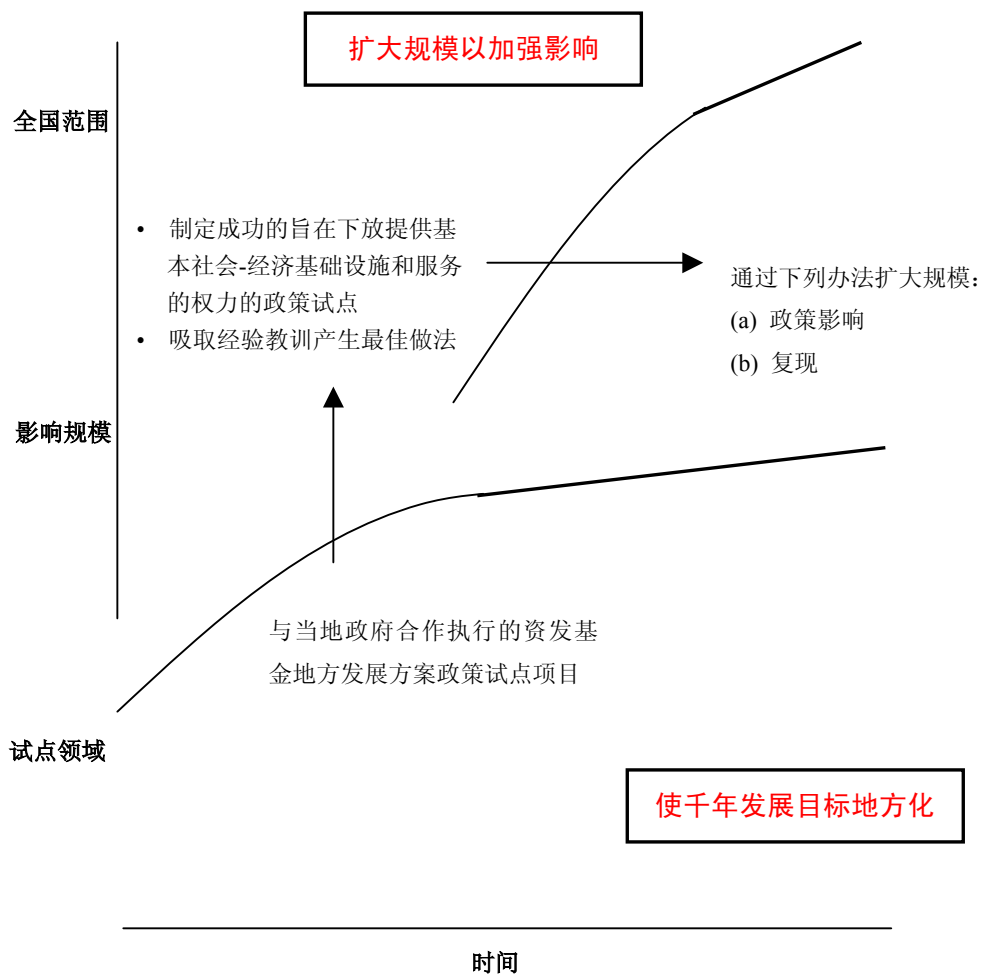 扩大规模以加强影响
全国范围
• 制定成功的旨在下放提供基
本社会-经济基础设施和服务
的权力的政策试点
• 吸取经验教训产生最佳做法
通过下列办法扩大规模：
(a) 政策影响
(b) 复现
影响规模
与当地政府合作执行的资发基
金地方发展方案政策试点项目
试点领域
使千年发展目标地方化
时间